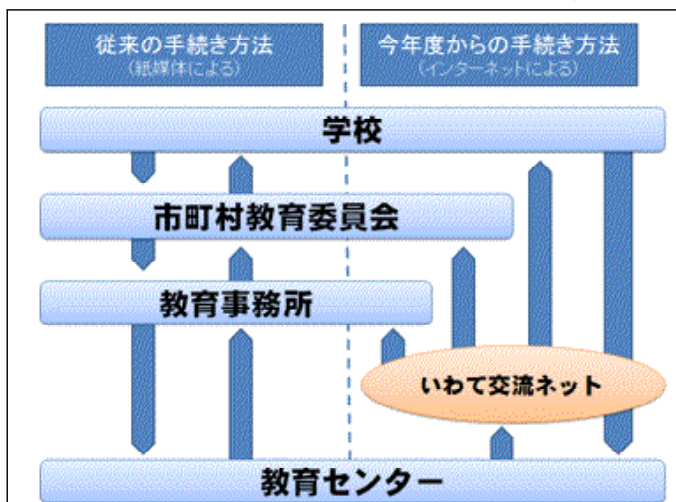 従来の手続き方法
（紙媒体による）
今年度からの手続き方法
（インターネットによる）
学校
市町村教育委員会
教育事務所
いわて交流ネット
教育センター